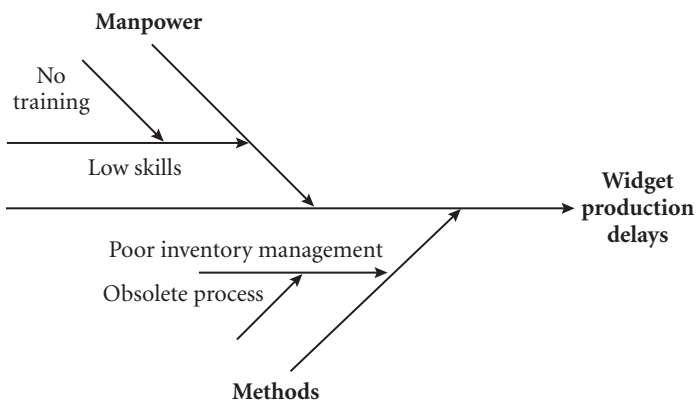 Manpower
No
training
Low skills
Widget
production
delays
Poor inventory management
Obsolete process
Methods